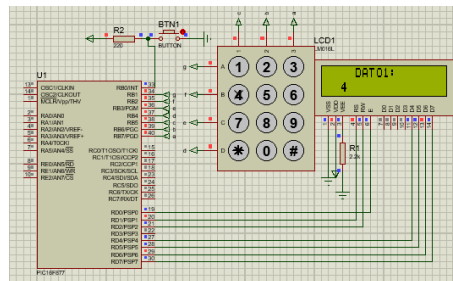 R2
220
BTN1
BUTTON
LCD1
LM016L
DATO1:
4
U1
OSC1/CLKIN
OSC2/CLKOUT
MCLR/Vpp/THV
RA0/AN0
RA1/AN1
RA2/AN2/VREF-
RA3/AN3/VREF+
RA4/T0CKI
RA5/AN4/SS
RE0/AN5/RD
RE1/AN6/WR
RE2/AN7/CS
RB0/INT
RB1
RB2
RB3/PGM
RB4
RB5
RB6/PGC
RB7/PGD
RC0/T1OSO/T1CKI
RC1/T1OSI/CCP2
RC2/CCP1
RC3/SCK/SCL
RC4/SDI/SDA
RC5/SDO
RC6/TX/CK
RC7/RX/DT
RD0/PSP0
RD1/PSP1
RD2/PSP2
RD3/PSP3
RD4/PSP4
RD5/PSP5
RD6/PSP6
RD7/PSP7
PIC16F877
1 2 3
4 5 6
7 8 9
* 0 #
A
B
C
D
VSS VDD VEE RS RW E D0 D1 D2 D3 D4 D5 D6 D7
R1
2.2k